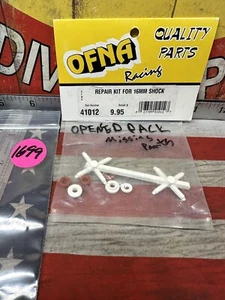 OFNA
Racing
QUALITY
PARTS
REPAIR KIT FOR 16MM SHOCK
41012
9.95
OPENED PACK
Missing
Parts
1699